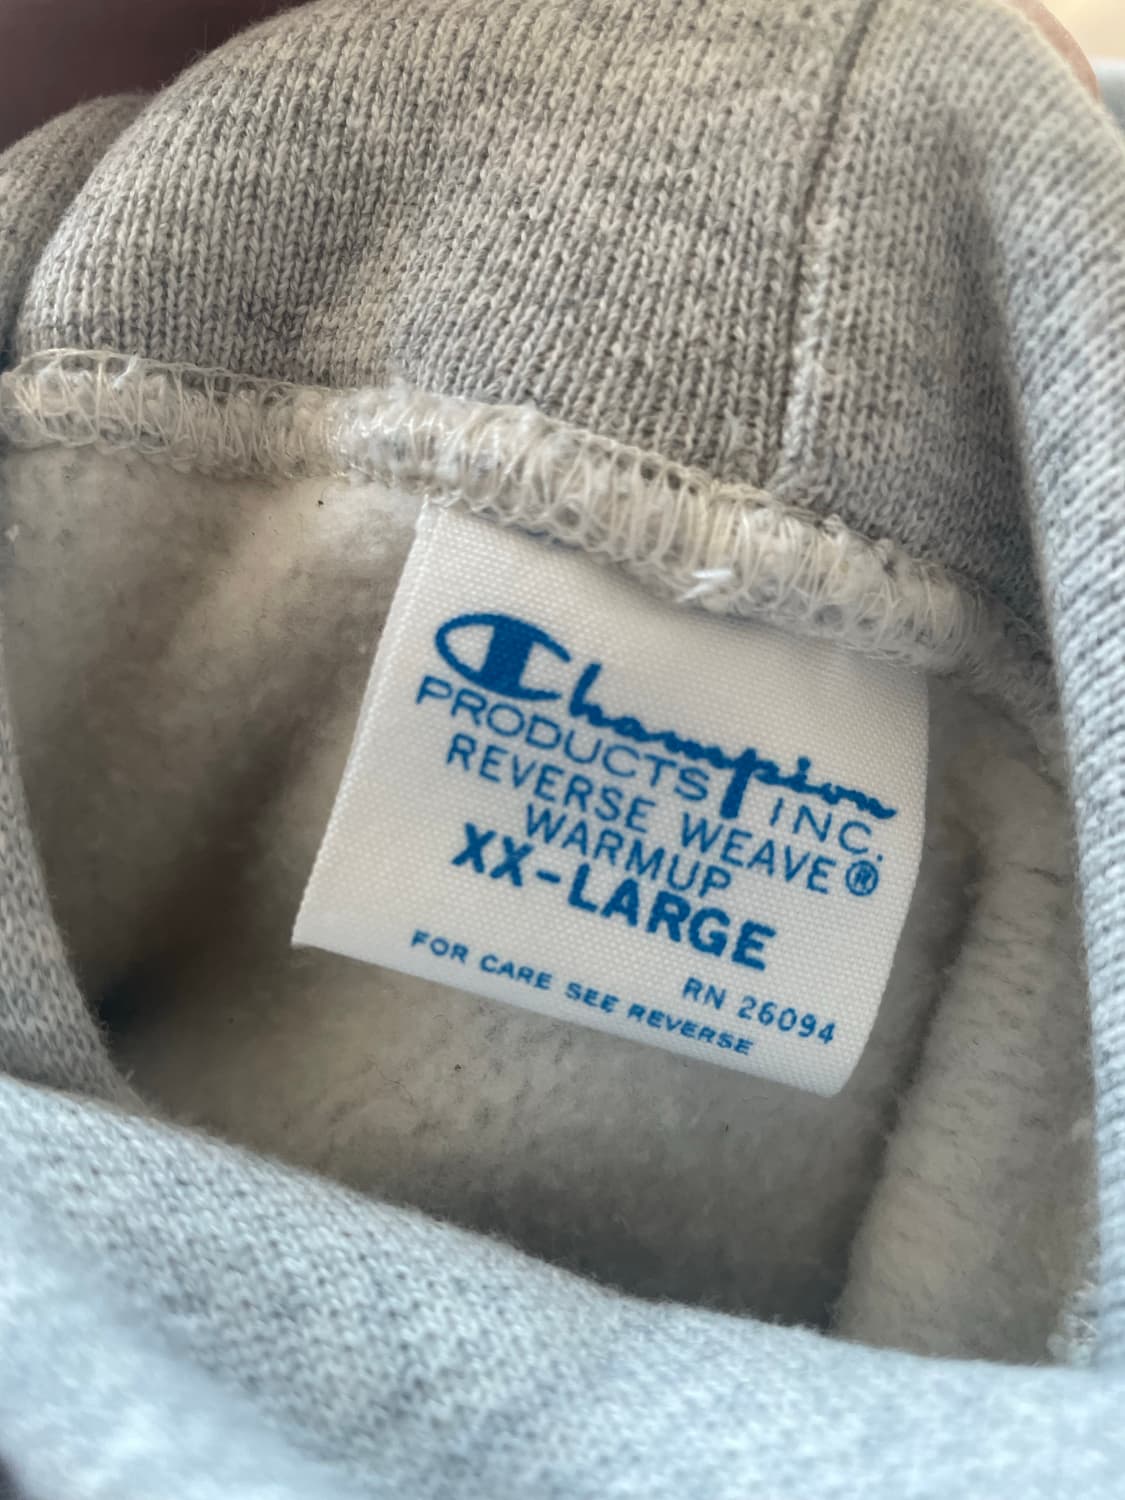 Champion
PRODUCTS INC.
REVERSE WEAVE®
WARMUP
XX-LARGE
RN 26094
FOR CARE SEE REVERSE